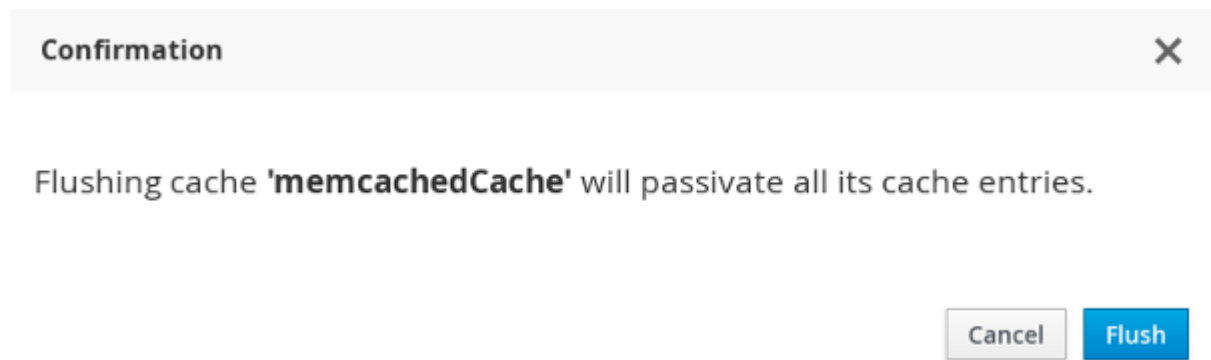 Confirmation
Flushing cache 'memcachedCache' will passivate all its cache entries.
Cancel Flush